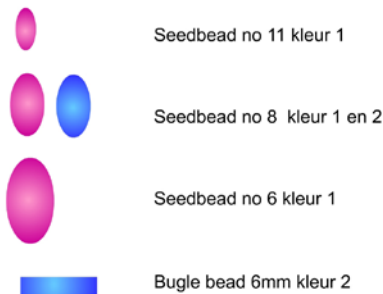 Seedbead no 11 kleur 1
Seedbead no 8 kleur 1 en 2
Seedbead no 6 kleur 1
Bugle bead 6mm kleur 2